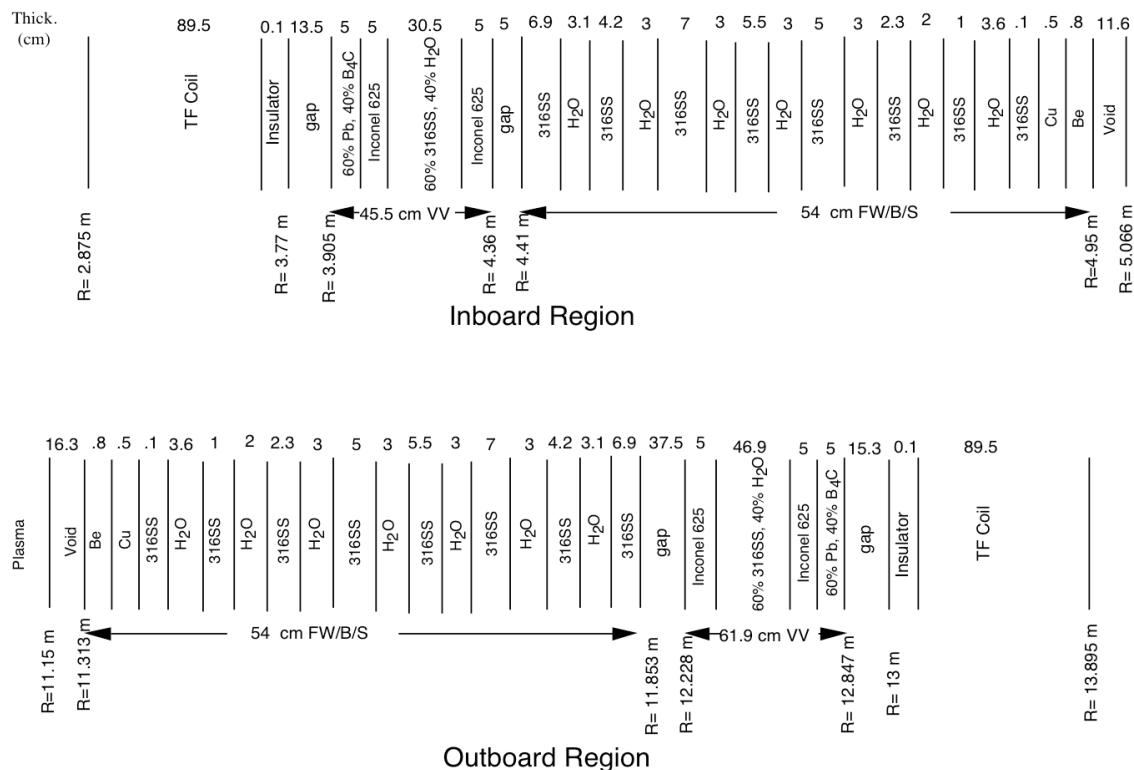 Thick.
(cm)
89.5 0.1 13.5 5 5 30.5 5 5 6.9 3.1 4.2 3 7 3 5.5 3 5 3 2.3 2 1 3.6 .1 .5 .8 11.6
TF Coil
Insulator
gap
60% Pb, 40% B4C
Inconel 625
60% 316SS, 40% H2O
Inconel 625
gap
316SS
H2O
316SS
H2O
316SS
H2O
316SS
H2O
316SS
H2O
316SS
H2O
316SS
H2O
316SS
Cu
Be
Void
45.5 cm VV
54 cm FW/B/S
R= 2.875 m
R= 3.77 m
R= 3.905 m
R= 4.36 m
R= 4.41 m
R=4.95 m
R= 5.066 m
Inboard Region
16.3 .8 .5 .1 3.6 1 2 2.3 3 5 3 5.5 3 7 3 4.2 3.1 6.9 37.5 5 46.9 5 5 15.3 0.1 89.5
Plasma
Void
Be
Cu
316SS
H2O
316SS
H2O
316SS
H2O
316SS
H2O
316SS
H2O
316SS
H2O
316SS
H2O
316SS
gap
Inconel 625
60% 316SS, 40% H2O
Inconel 625
60% Pb, 40% B4C
gap
Insulator
TF Coil
54 cm FW/B/S
61.9 cm VV
R=11.15 m
R=11.313 m
R= 11.853 m
R= 12.228 m
R= 12.847 m
R= 13 m
R= 13.895 m
Outboard Region